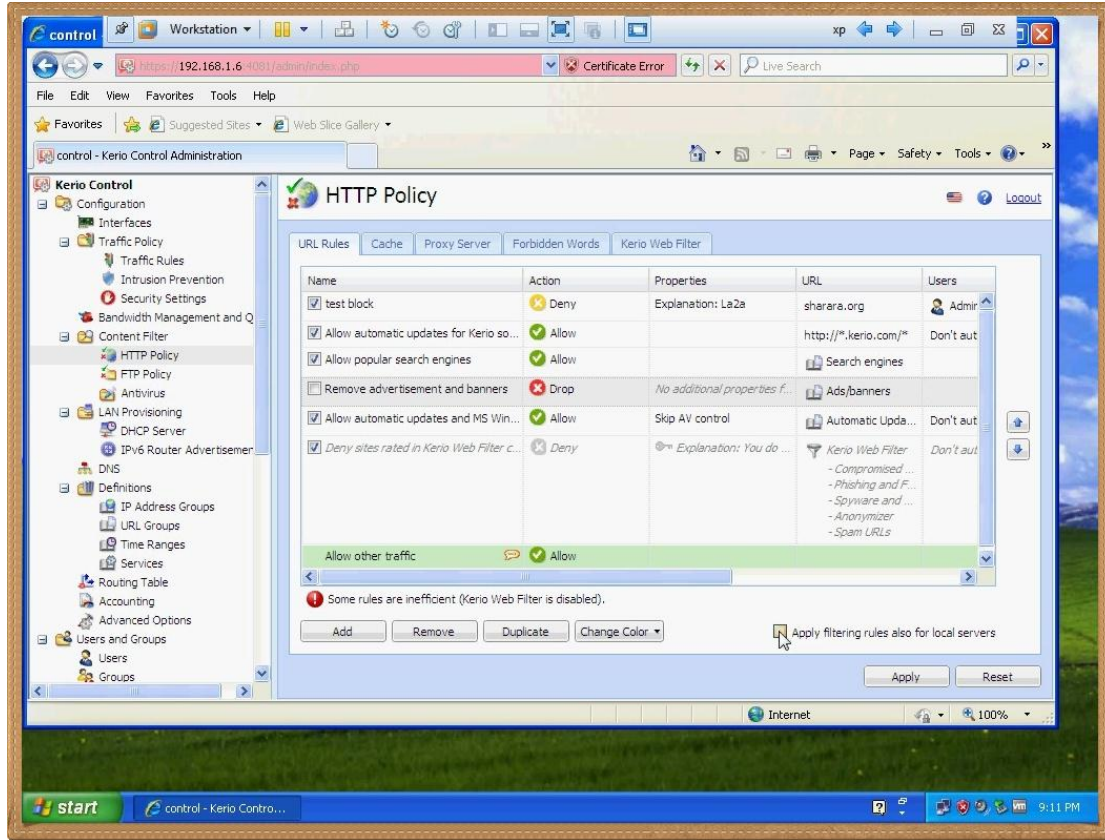 control
Workstation
xp
https://192.168.1.6:4081/admin/index.php
Certificate Error
Live Search
File Edit View Favorites Tools Help
Favorites
Suggested Sites
Web Slice Gallery
control - Kerio Control Administration
Page
Safety
Tools
»
Kerio Control
Configuration
Interfaces
Traffic Policy
Traffic Rules
Intrusion Prevention
Security Settings
Bandwidth Management and Q
Content Filter
HTTP Policy
FTP Policy
Antivirus
LAN Provisioning
DHCP Server
IPv6 Router Advertisemen
DNS
Definitions
IP Address Groups
URL Groups
Time Ranges
Services
Routing Table
Accounting
Advanced Options
Users and Groups
Users
Groups
HTTP Policy
Logout
URL Rules
Cache
Proxy Server
Forbidden Words
Kerio Web Filter
Name Action Properties URL Users
test block Deny Explanation: La2a sharara.org Admir
Allow automatic updates for Kerio so... Allow http://*.kerio.com/* Don't aut
Allow popular search engines Allow Search engines
Remove advertisement and banners Drop No additional properties f... Ads/banners
Allow automatic updates and MS Win... Allow Skip AV control Automatic Upda... Don't aut
Deny sites rated in Kerio Web Filter c... Deny Explanation: You do ... Kerio Web Filter Don't aut
- Compromised ...
- Phishing and F...
- Spyware and ...
- Anonymizer
- Spam URLs
Allow other traffic Allow
Some rules are inefficient (Kerio Web Filter is disabled).
Add
Remove
Duplicate
Change Color
Apply filtering rules also for local servers
Apply
Reset
Internet
100%
start
control - Kerio Contro...
9:11 PM